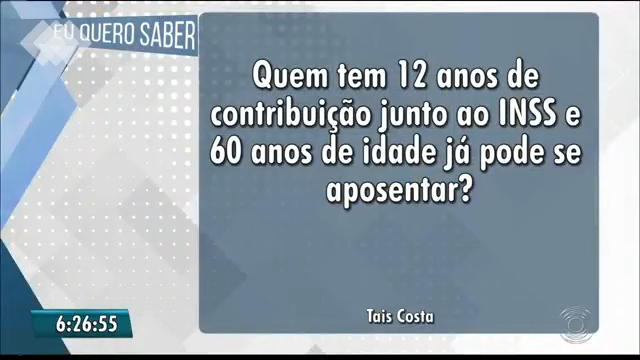 EU QUERO SABER
Quem tem 12 anos de
contribuição junto ao INSS e
60 anos de idade já pode se
aposentar?
Tais Costa
6:26:55